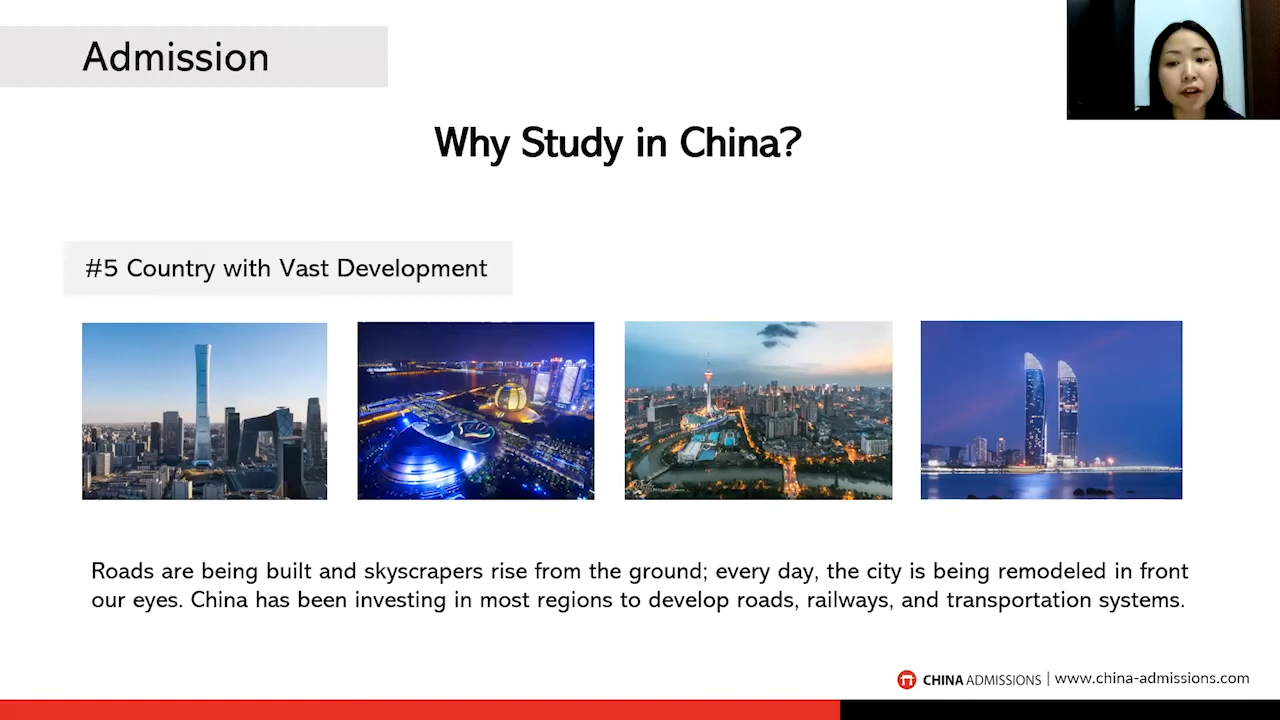 Admission
Why Study in China?
#5 Country with Vast Development
Roads are being built and skyscrapers rise from the ground; every day, the city is being remodeled in front
our eyes. China has been investing in most regions to develop roads, railways, and transportation systems.
CHINA ADMISSIONS | www.china-admissions.com